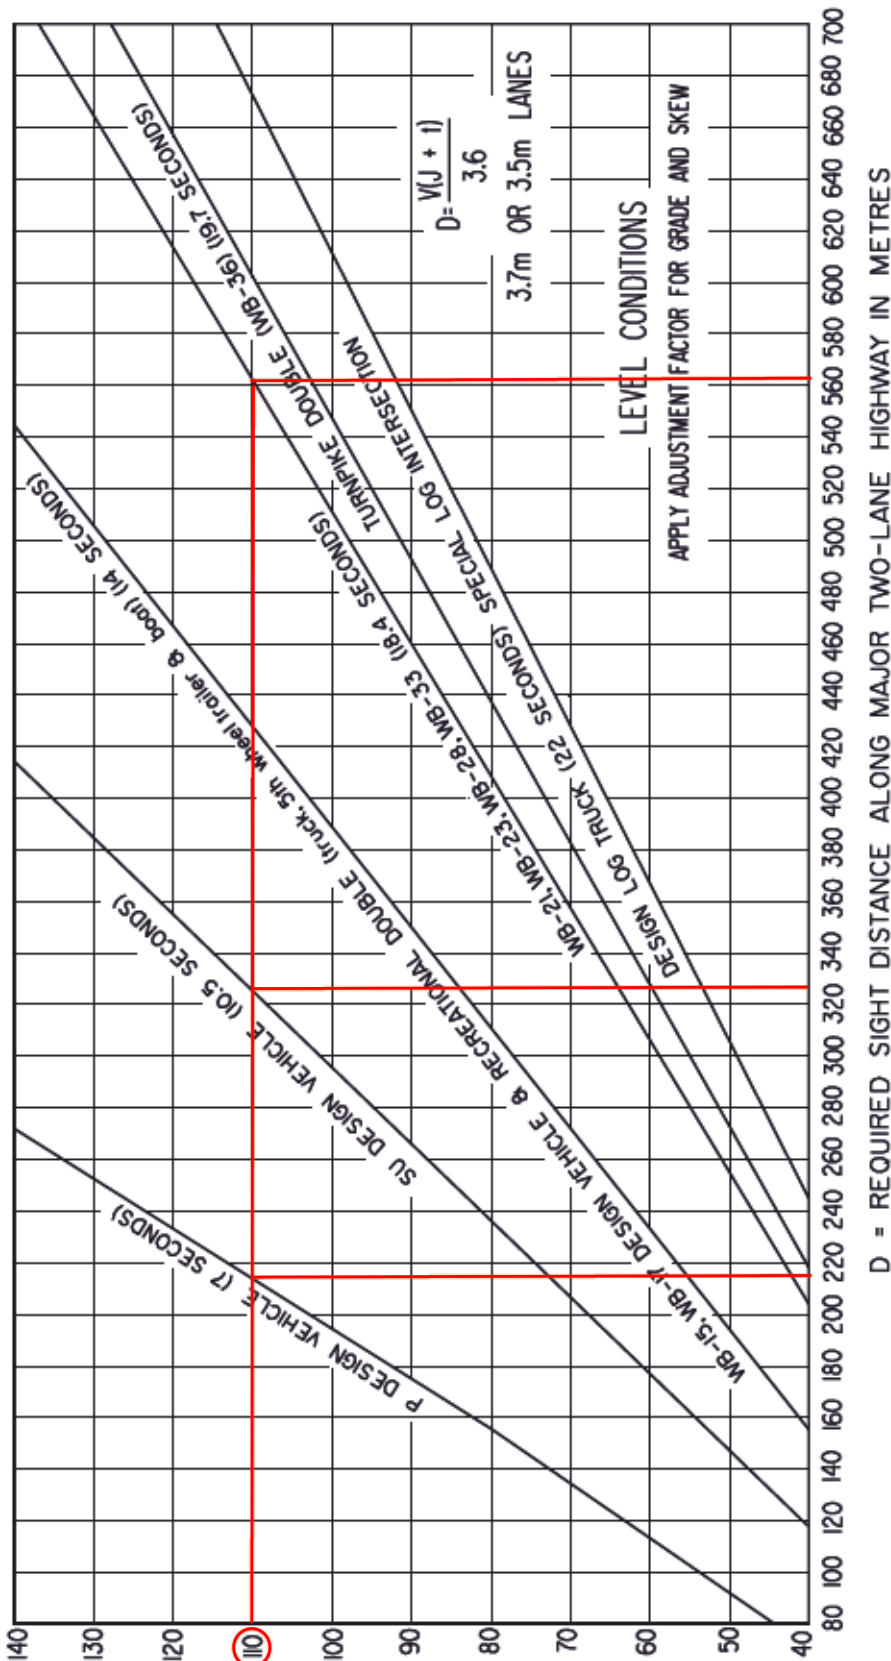 140
130
120
110
100
90
80
70
60
50
40
80 100 120 140 160 180 200 220 240 260 280 300 320 340 360 380 400 420 440 460 480 500 520 540 560 580 600 620 640 660 680 700
D = REQUIRED SIGHT DISTANCE ALONG MAJOR TWO-LANE HIGHWAY IN METRES
P DESIGN VEHICLE (7 SECONDS)
SU DESIGN VEHICLE (10.5 SECONDS)
WB-15, WB-17 DESIGN VEHICLE & RECREATIONAL DOUBLE (truck, 5th wheel trailer & boat) (14 SECONDS)
WB-21, WB-23, WB-28, WB-33 (18.4 SECONDS)
TURNPIKE DOUBLE (WB-36) (19.7 SECONDS)
DESIGN LOG TRUCK (22 SECONDS) SPECIAL LOG INTERSECTION
D= V(J + t)
3.6
3.7m OR 3.5m LANES
LEVEL CONDITIONS
APPLY ADJUSTMENT FACTOR FOR GRADE AND SKEW